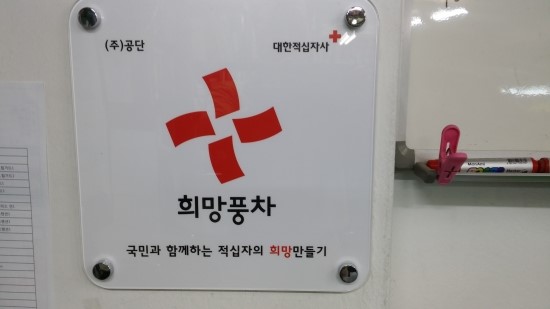 (주)공단
대한적십자사
희망풍차
국민과 함께하는 적십자의 희망만들기